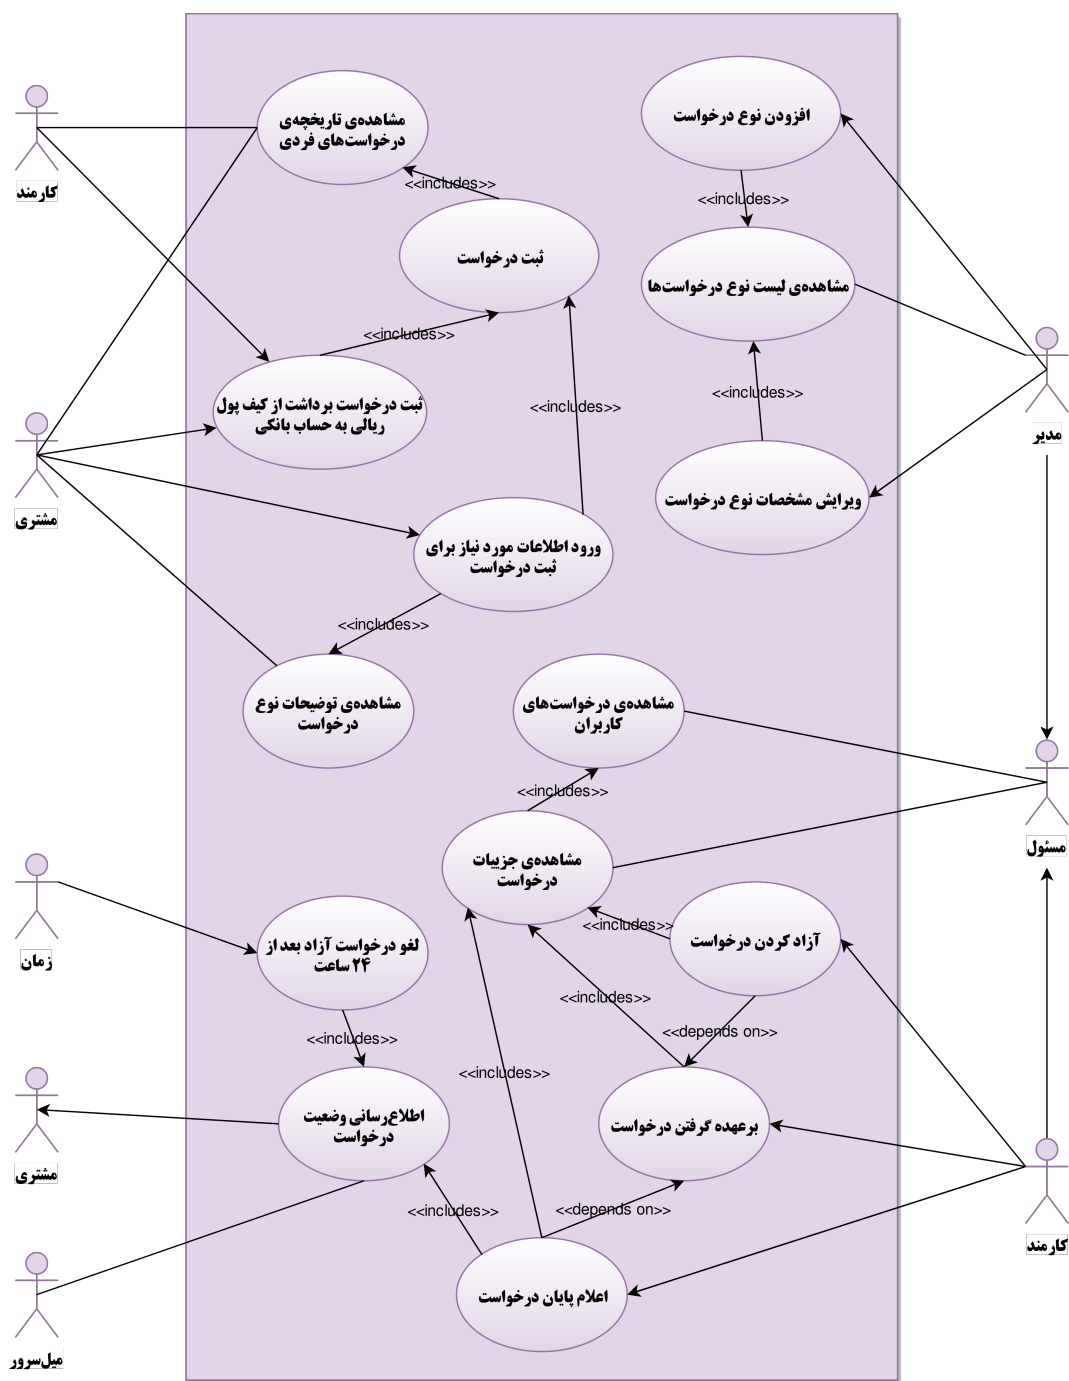 کارمند
مشاهده‌ی تاریخچه‌ی
درخواست‌های فردی
افزودن نوع درخواست
<<includes>>
<<includes>>
ثبت درخواست
مشاهده‌ی لیست نوع درخواست‌ها
<<includes>>
مدیر
ثبت درخواست برداشت از کیف پول
ریالی به حساب بانکی
<<includes>>
<<includes>>
مشتری
ویرایش مشخصات نوع درخواست
ورود اطلاعات مورد نیاز برای
ثبت درخواست
<<includes>>
مشاهده‌ی توضیحات نوع
درخواست
مشاهده‌ی درخواست‌های
کاربران
<<includes>>
مسئول
مشاهده‌ی جزییات
درخواست
<<includes>>
آزاد کردن درخواست
زمان
لغو درخواست آزاد بعد از
۲۴ ساعت
<<includes>>
<<depends on>>
<<includes>>
<<includes>>
اطلاع‌رسانی وضعیت
درخواست
برعهده گرفتن درخواست
مشتری
<<includes>>
<<depends on>>
کارمند
اعلام پایان درخواست
میل‌سرور